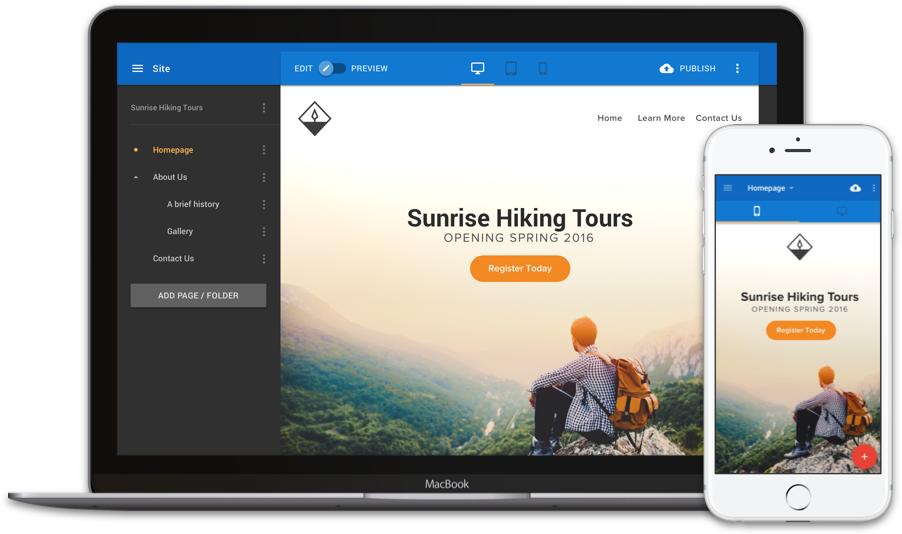 Site
EDIT PREVIEW
PUBLISH
Sunrise Hiking Tours
Homepage
About Us
A brief history
Gallery
Contact Us
ADD PAGE / FOLDER
Home Learn More Contact Us
Sunrise Hiking Tours
OPENING SPRING 2016
Register Today
MacBook
Homepage
Sunrise Hiking Tours
OPENING SPRING 2016
Register Today